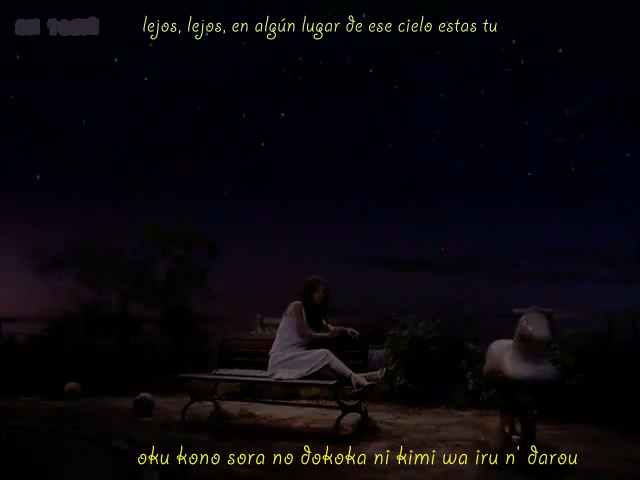 lejos, lejos, en algún lugar de ese cielo estas tu
oku kono sora no dokoka ni kimi wa iru n' darou